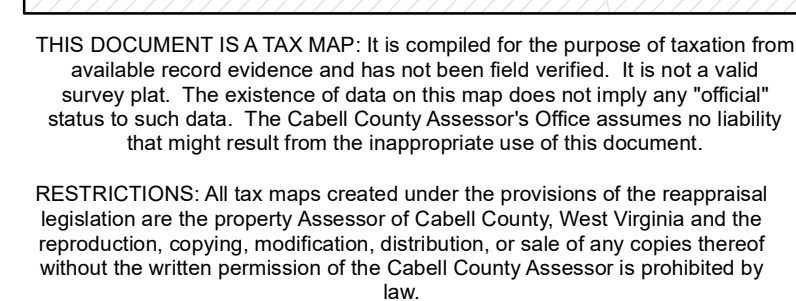 THIS DOCUMENT IS A TAX MAP: It is compiled for the purpose of taxation from
available record evidence and has not been field verified.  It is not a valid
survey plat.  The existence of data on this map does not imply any "official"
status to such data.  The Cabell County Assessor's Office assumes no liability
that might result from the inappropriate use of this document.
RESTRICTIONS: All tax maps created under the provisions of the reappraisal
legislation are the property Assessor of Cabell County, West Virginia and the
reproduction, copying, modification, distribution, or sale of any copies thereof
without the written permission of the Cabell County Assessor is prohibited by
law.